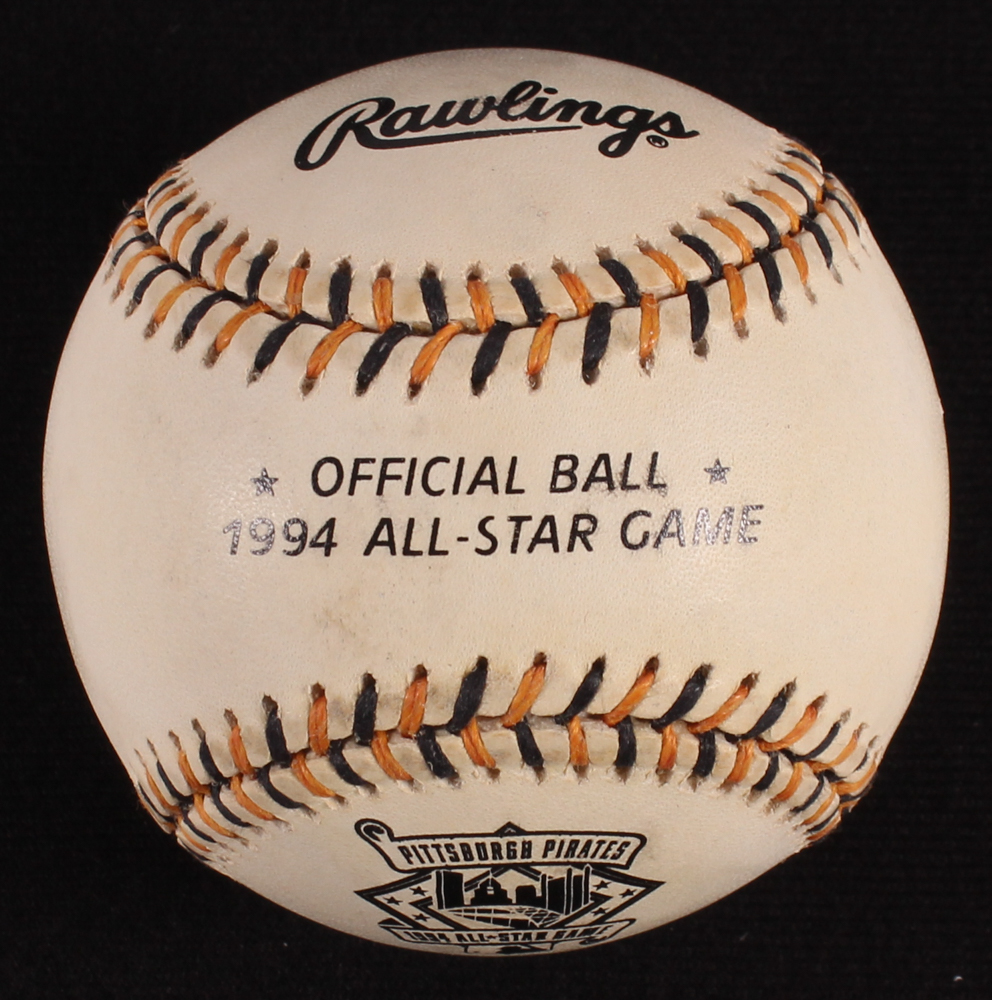 Rawlings®
★ OFFICIAL BALL ★
1994 ALL-STAR GAME
PITTSBURGH PIRATES
1994 ALL-STAR GAME